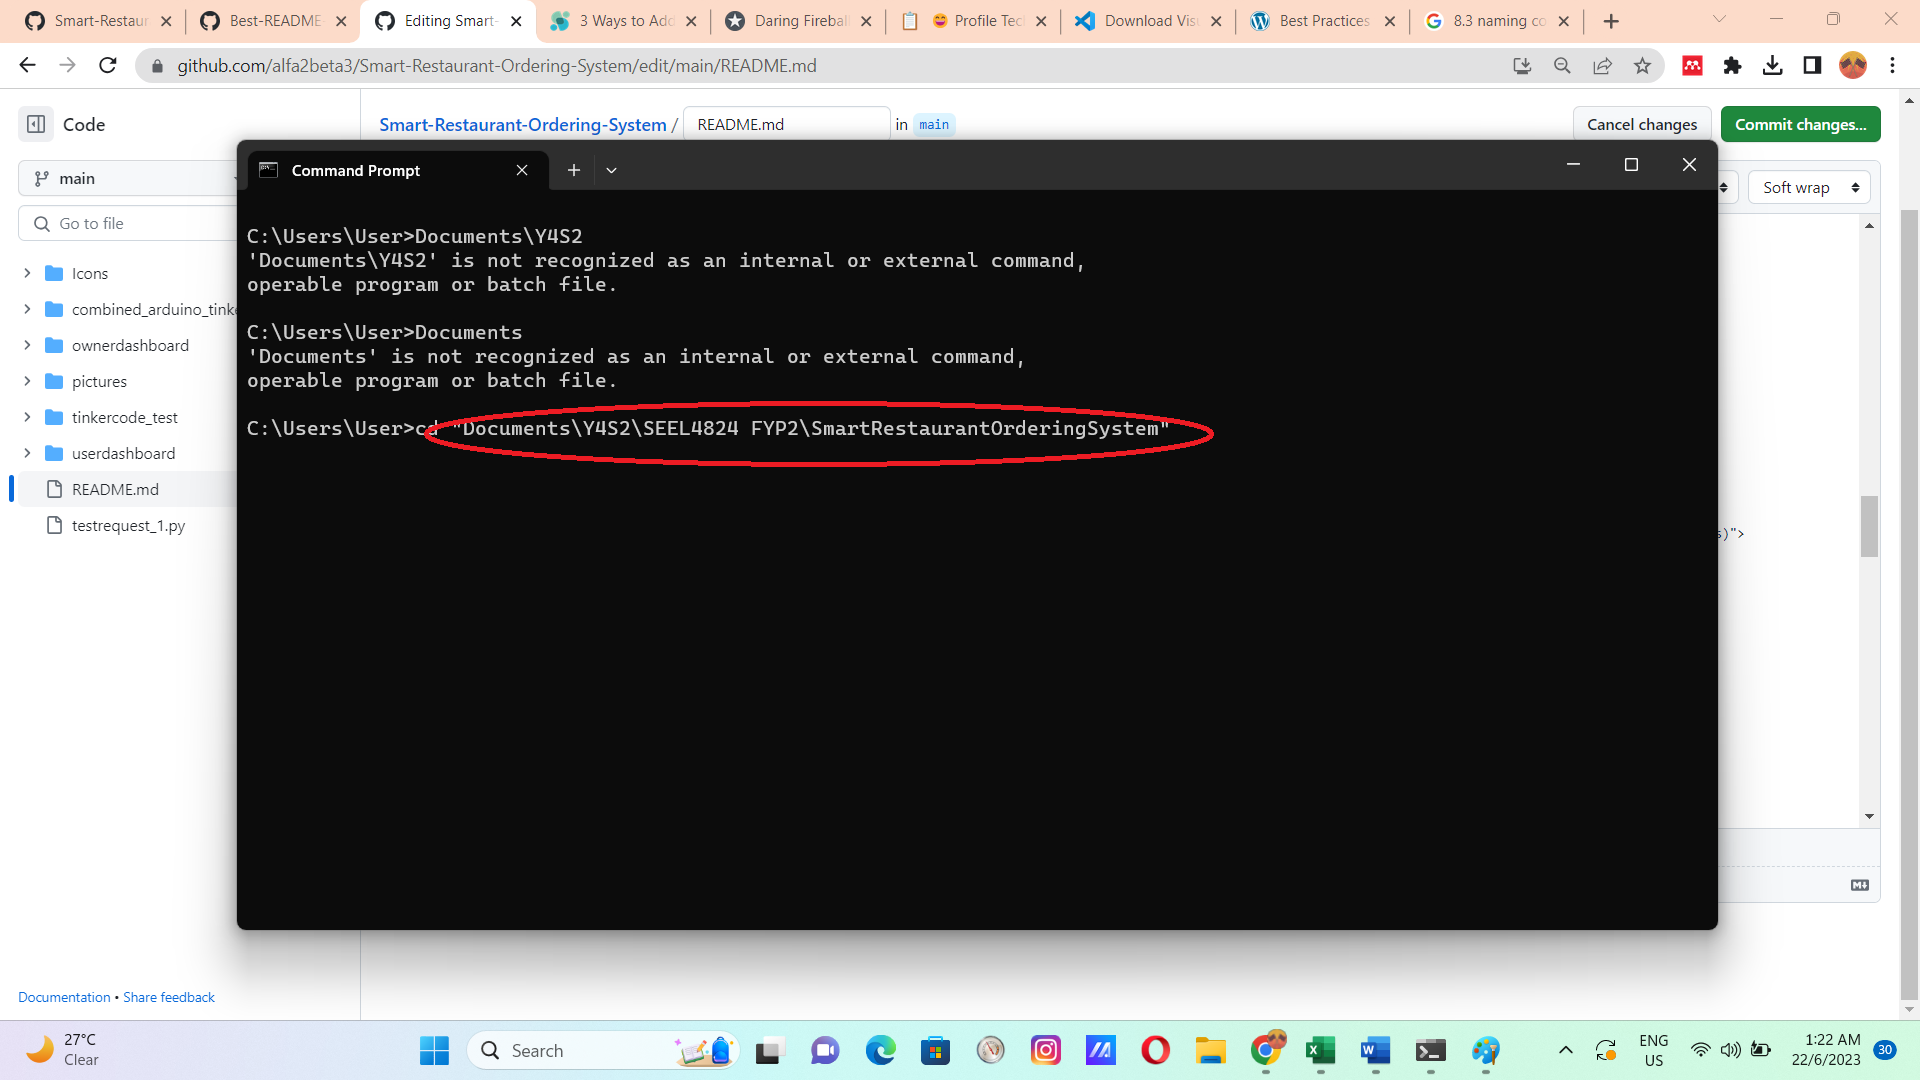 Smart-Restaur
Best-README-
Editing Smart-
3 Ways to Add
Daring Fireball
Profile Tec
Download Visu
Best Practices
8.3 naming co
github.com/alfa2beta3/Smart-Restaurant-Ordering-System/edit/main/README.md
Code
Smart-Restaurant-Ordering-System / README.md in main
Cancel changes
Commit changes...
main
Command Prompt
Soft wrap
Go to file
Icons
combined_arduino_tinke
ownerdashboard
pictures
tinkercode_test
userdashboard
README.md
testrequest_1.py
C:\Users\User>Documents\Y4S2
'Documents\Y4S2' is not recognized as an internal or external command,
operable program or batch file.
C:\Users\User>Documents
'Documents' is not recognized as an internal or external command,
operable program or batch file.
C:\Users\User>cd "Documents\Y4S2\SEEL4824 FYP2\SmartRestaurantOrderingSystem"
s)">
Documentation • Share feedback
27°C
Clear
Search
ENG
US
1:22 AM
22/6/2023
30